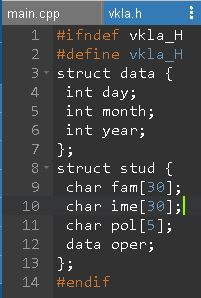 main.cpp vkla.h
1 #ifndef vkla_H
2 #define vkla_H
3 struct data {
4 int day;
5 int month;
6 int year;
7 };
8 struct stud {
9 char fam[30];
10 char ime[30];
11 char pol[5];
12 data oper;
13 };
14 #endif